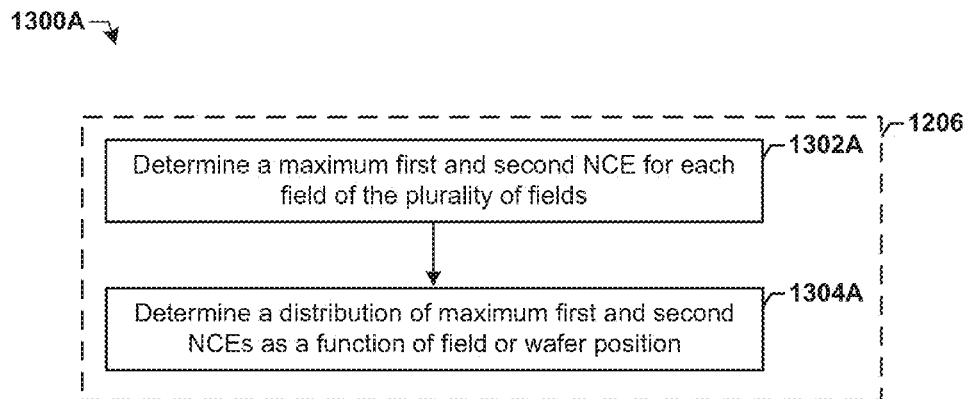 1300A
1206
1302A
Determine a maximum first and second NCE for each
field of the plurality of fields
1304A
Determine a distribution of maximum first and second
NCEs as a function of field or wafer position